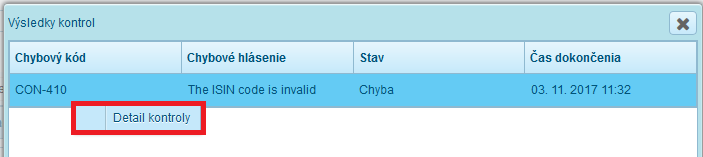 Výsledky kontrol
Chybový kód Chybové hlásenie Stav Čas dokončenia
CON-410 The ISIN code is invalid Chyba 03. 11. 2017 11:32
Detail kontroly